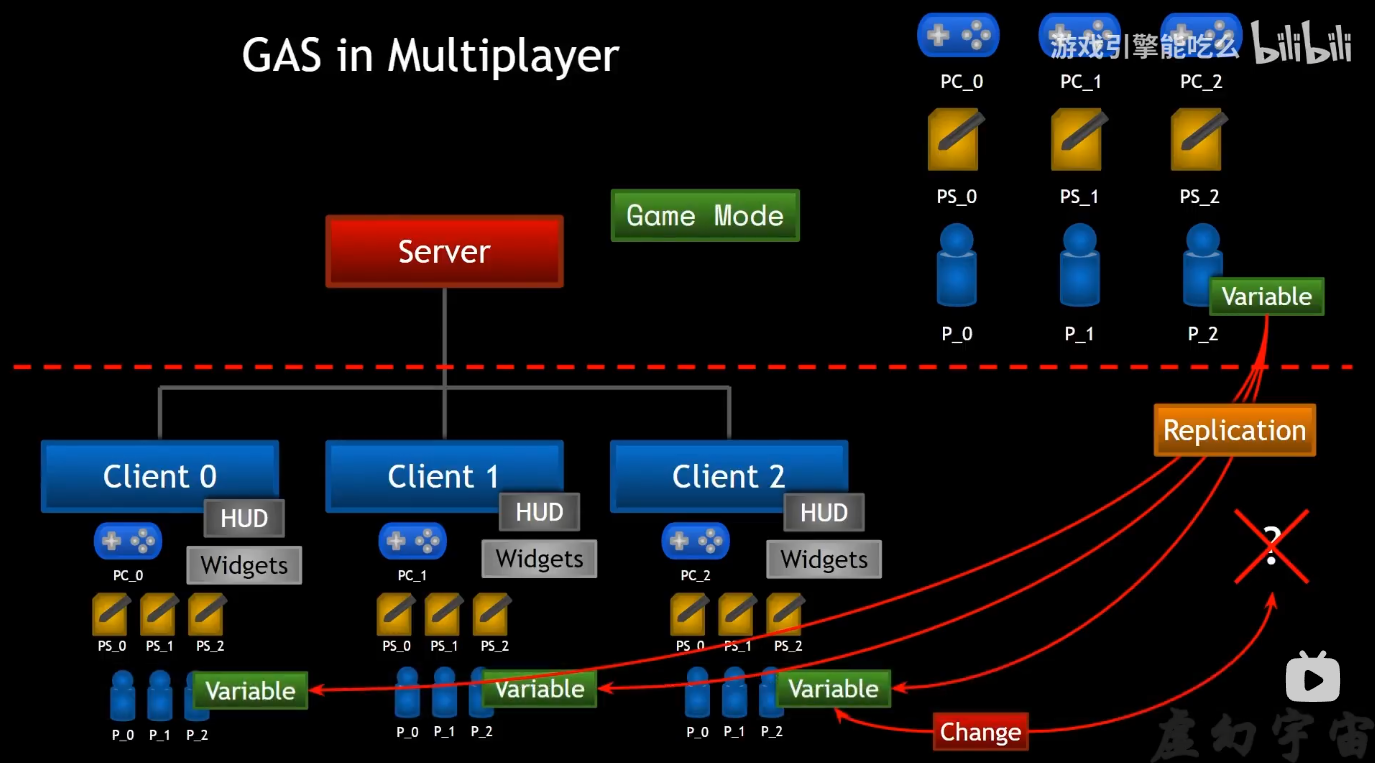 GAS in Multiplayer
游戏引擎能吃么 bilibili
PC_0 PC_1 PC_2
PS_0 PS_1 PS_2
Game Mode
Server
Variable
P_0 P_1 P_2
Replication
Client 0 Client 1 Client 2
HUD HUD HUD
Widgets Widgets Widgets
PC_0 PC_1 PC_2
?
PS_0 PS_1 PS_2 PS_0 PS_1 PS_2 PS_0 PS_1 PS_2
Variable Variable Variable
P_0 P_1 P_2 P_0 P_1 P_2 P_0 P_1 P_2
Change
虚幻宇宙